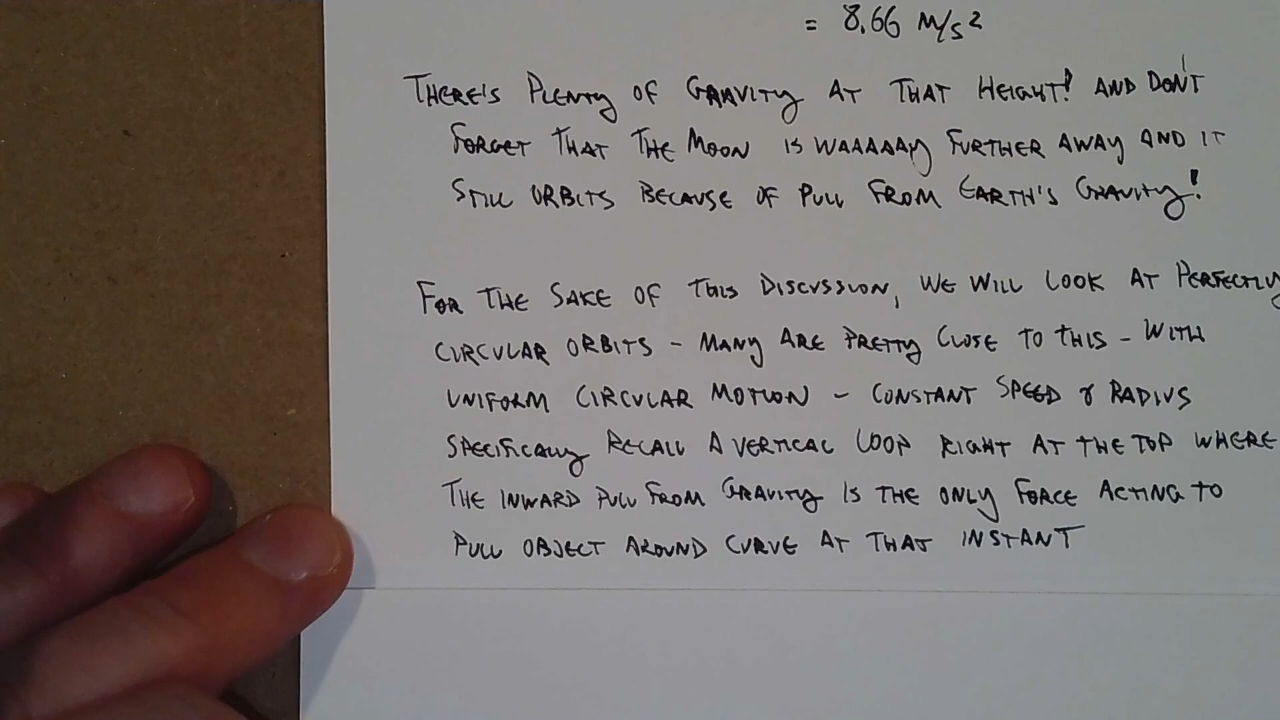 = 8.66 M/S²
THERE'S PLENTY OF GRAVITY AT THAT HEIGHT! AND DON'T
FORGET THAT THE MOON IS WAAAAAY FURTHER AWAY AND IT
STILL ORBITS BECAUSE OF PULL FROM EARTH'S GRAVITY!
FOR THE SAKE OF THIS DISCUSSION, WE WILL LOOK AT PERFECTLY
CIRCULAR ORBITS - MANY ARE PRETTY CLOSE TO THIS - WITH
UNIFORM CIRCULAR MOTION - CONSTANT SPEED & RADIUS
SPECIFICALLY RECALL A VERTICAL LOOP RIGHT AT THE TOP WHERE
THE INWARD PULL FROM GRAVITY IS THE ONLY FORCE ACTING TO
PULL OBJECT AROUND CURVE AT THAT INSTANT